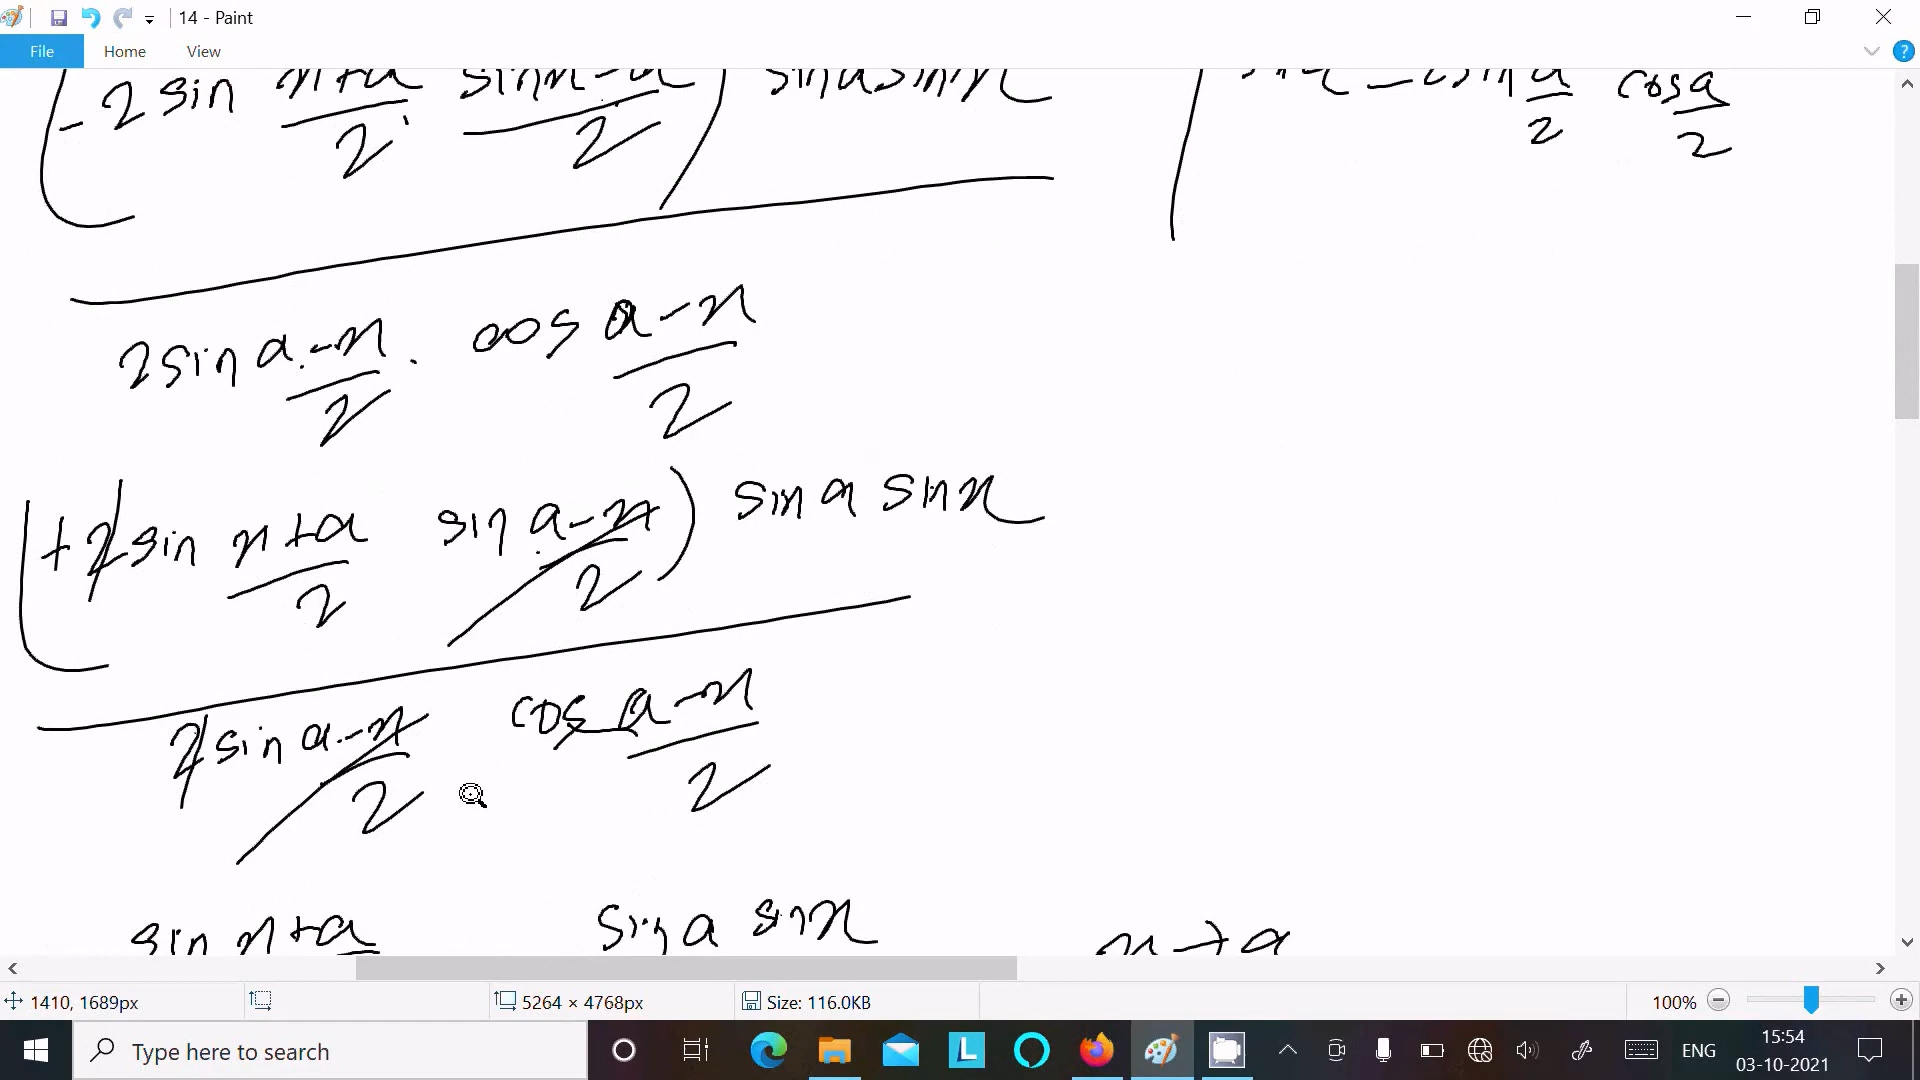 14 - Paint
File Home View
(-2 sin x+a/2 . sin x-a/2) sin a sin x
2 sin a/2 cos a/2
2 sin a-x/2 . cos a-x/2
(+2 sin x+a/2 sin a-x/2) sin a sin x
2 sin a-x/2 cos a-x/2
sin x+a sin a sin x x→a
1410, 1689px 5264 × 4768px Size: 116.0KB 100%
Type here to search ENG 15:54
03-10-2021